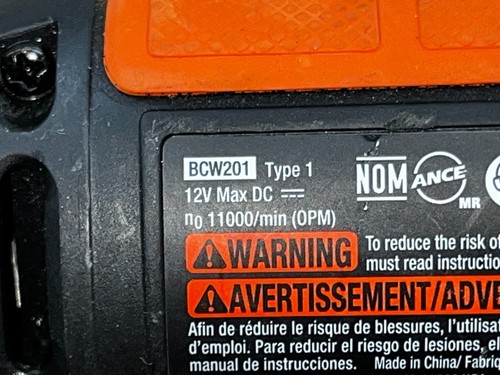 BCW201 Type 1
12V Max DC ⎓
n₀ 11000/min (OPM)
NOM ANCE MR
⚠WARNING To reduce the risk of
must read instructio
⚠AVERTISSEMENT/ADVE
Afin de réduire le risque de blessures, l'utilisat
d'emploi. Para reducir el riesgo de lesiones, el
manual de instrucciones. Made in China/ Fabriq